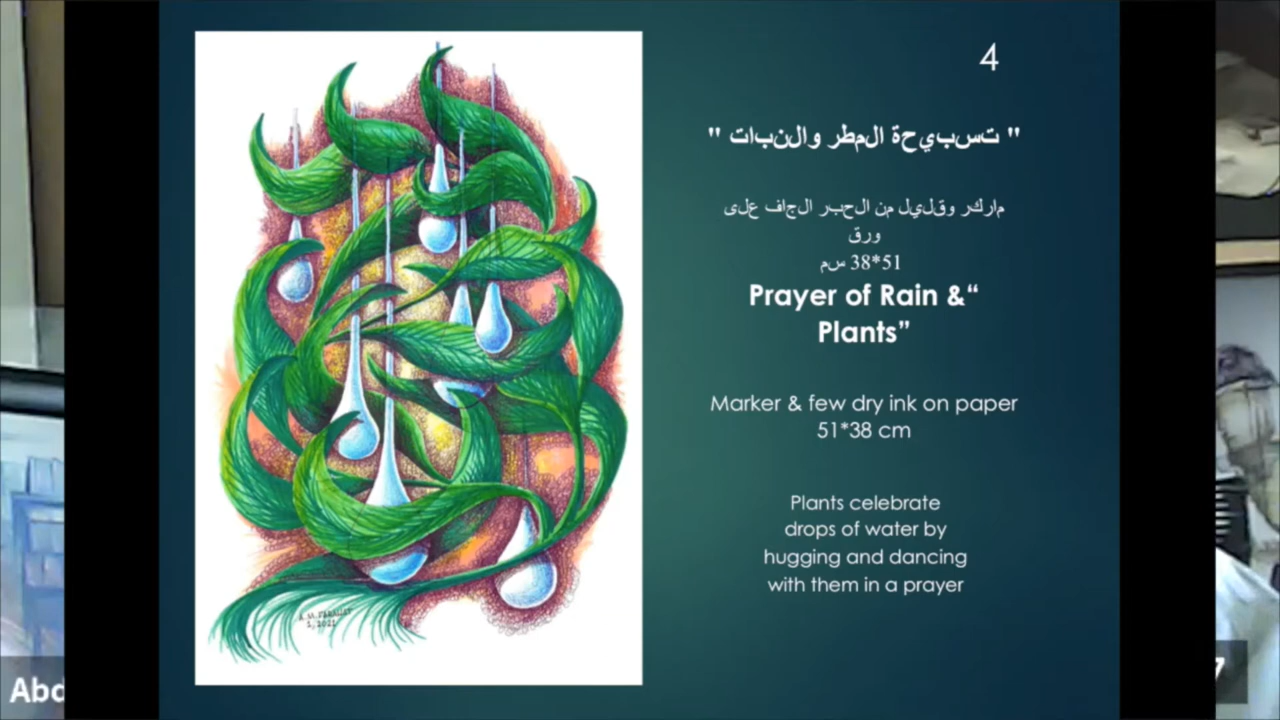 4
" تسبيحة المطر والنبات "
ماركر وقليل من الحبر الجاف على
ورق
51*38 سم
Prayer of Rain &“
Plants”
Marker & few dry ink on paper
51*38 cm
Plants celebrate
drops of water by
hugging and dancing
with them in a prayer
Abd
7